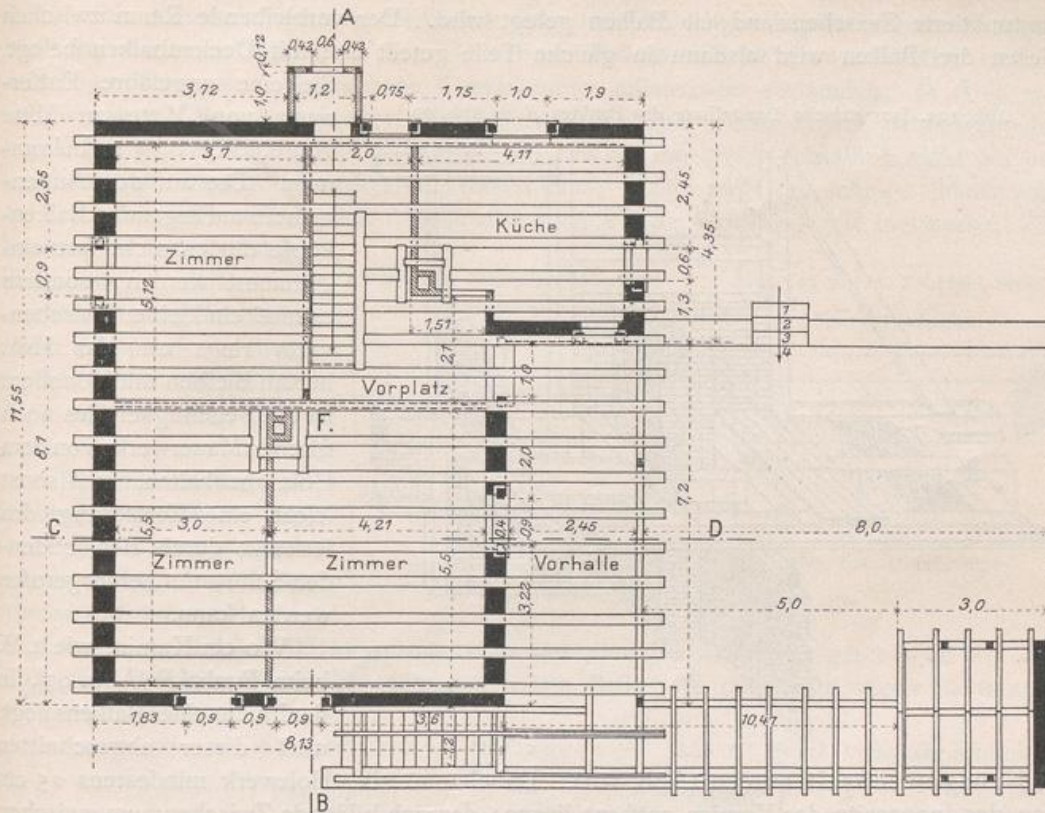 A
0,42 0,6 0,42
0,12
1,0
3,72 1,2 0,75 1,75 1,0 1,9
3,7 2,0 4,11
2,55
2,45
4,35
Küche
Zimmer
0,9
0,6
5,12
1,3
1
2
3
4
1,51
2,1
1,0
Vorplatz
F.
11,55
8,1
2,0
7,2
C 3,0 4,21 0,4 0,9 2,45 D 8,0
5,5
5,5
Zimmer Zimmer Vorhalle
3,22
5,0 3,0
1,83 0,9 0,9 0,9 3,6 10,41
1,2
8,13
B